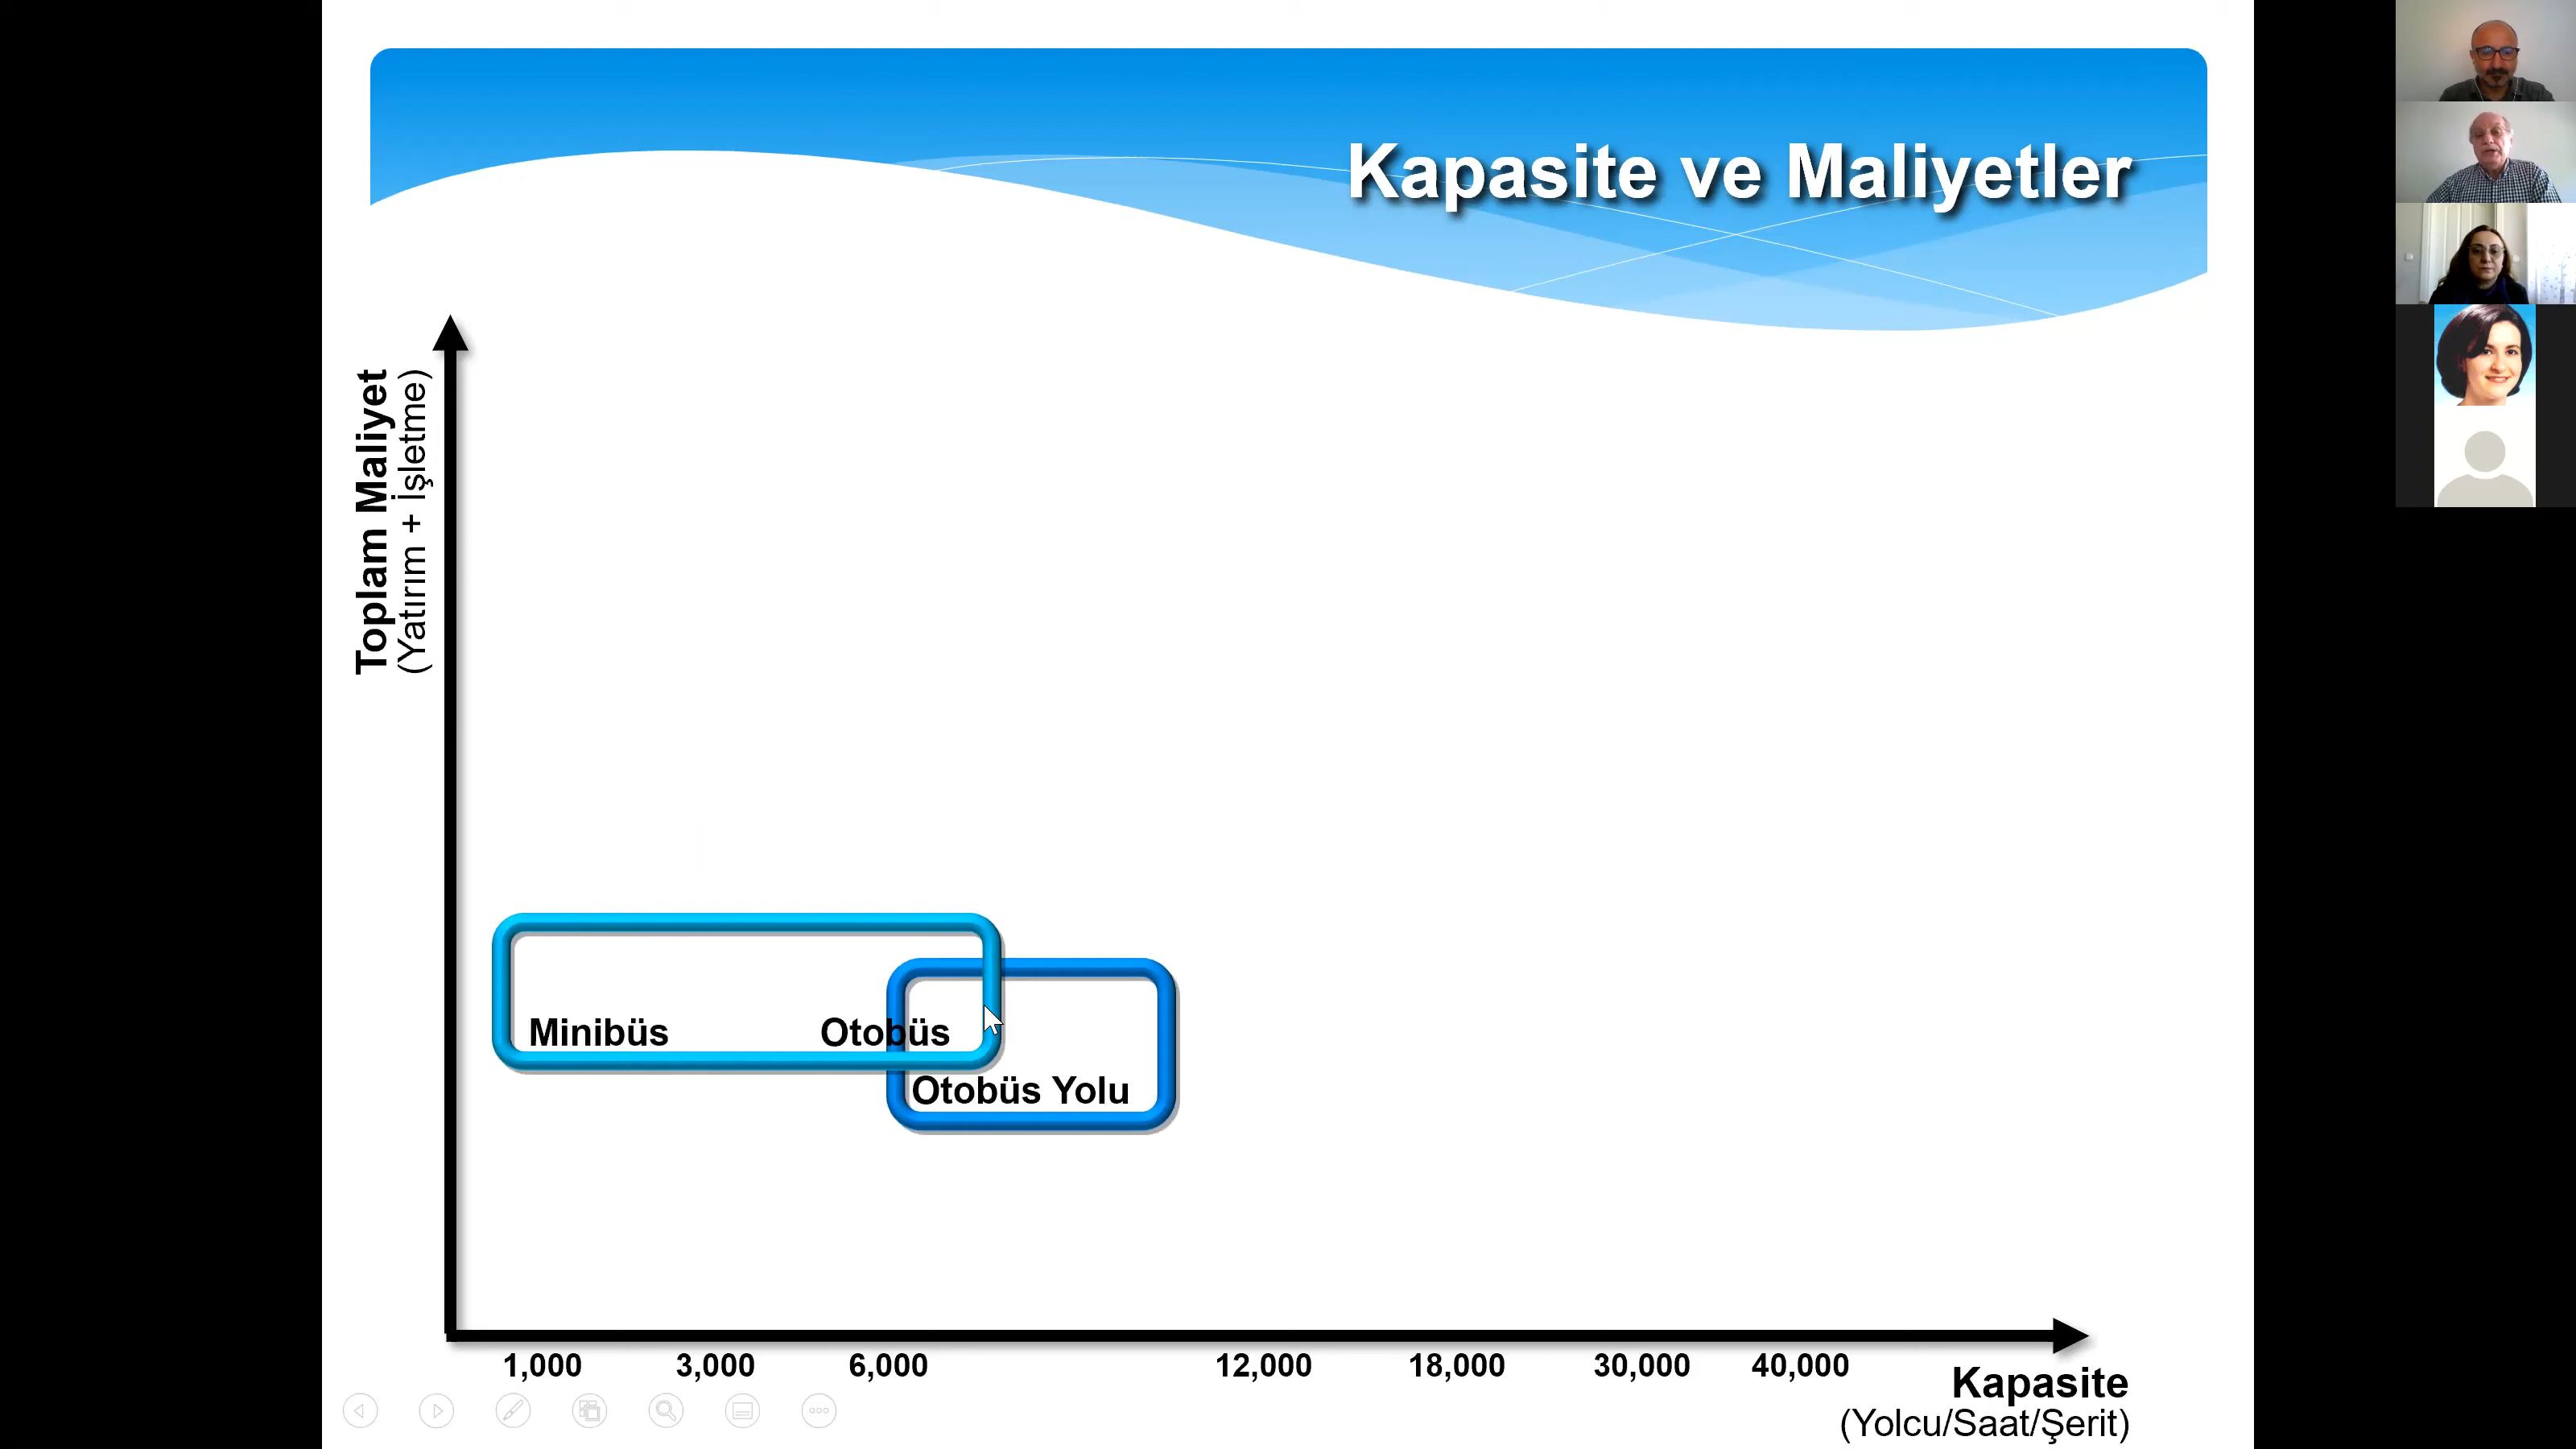 Kapasite ve Maliyetler
Toplam Maliyet
(Yatırım + İşletme)
Minibüs
Otobüs
Otobüs Yolu
1,000
3,000
6,000
12,000
18,000
30,000
40,000
Kapasite
(Yolcu/Saat/Şerit)